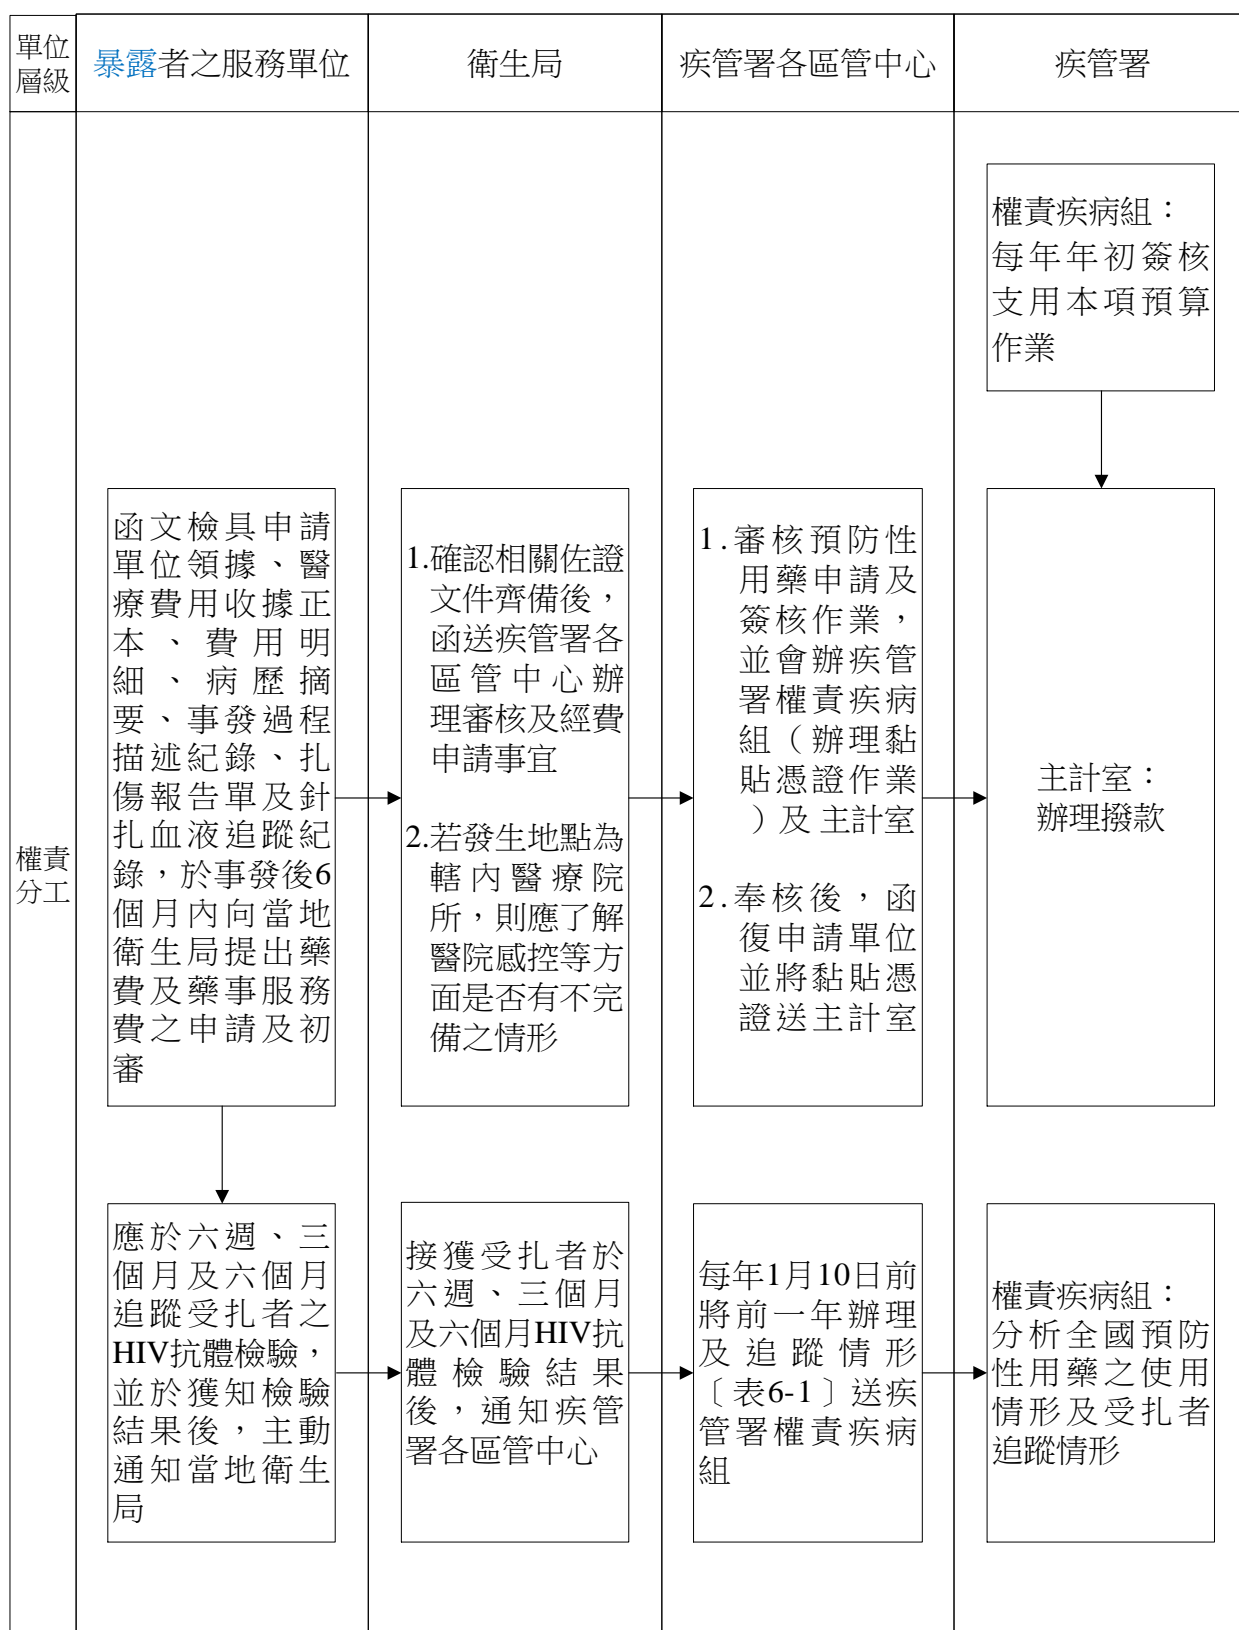 單位
層級
暴露者之服務單位
衛生局
疾管署各區管中心
疾管署
權責疾病組：
每年年初簽核
支用本項預算
作業
權責
分工
函文檢具申請
單位領據、醫
療費用收據正
本、費用明
細、病歷摘
要、事發過程
描述紀錄、扎
傷報告單及針
扎血液追蹤紀
錄，於事發後6
個月內向當地
衛生局提出藥
費及藥事服務
費之申請及初
審
1.確認相關佐證
文件齊備後，
函送疾管署各
區管中心辦
理審核及經費
申請事宜
2.若發生地點為
轄內醫療院
所，則應了解
醫院感控等方
面是否有不完
備之情形
1.審核預防性
用藥申請及
簽核作業，
並會辦疾管
署權責疾病
組（辦理黏
貼憑證作業
）及 主計室
2.奉核後，函
復申請單位
並將黏貼憑
證送主計室
主計室：
辦理撥款
應於六週、三
個月及六個月
追蹤受扎者之
HIV抗體檢驗，
並於獲知檢驗
結果後，主動
通知當地衛生
局
接獲受扎者於
六週、三個月
及六個月HIV抗
體檢驗結果
後，通知疾管
署各區管中心
每年1月10日前
將前一年辦理
及追蹤情形
〔表6-1〕送疾
管署權責疾病
組
權責疾病組：
分析全國預防
性用藥之使用
情形及受扎者
追蹤情形